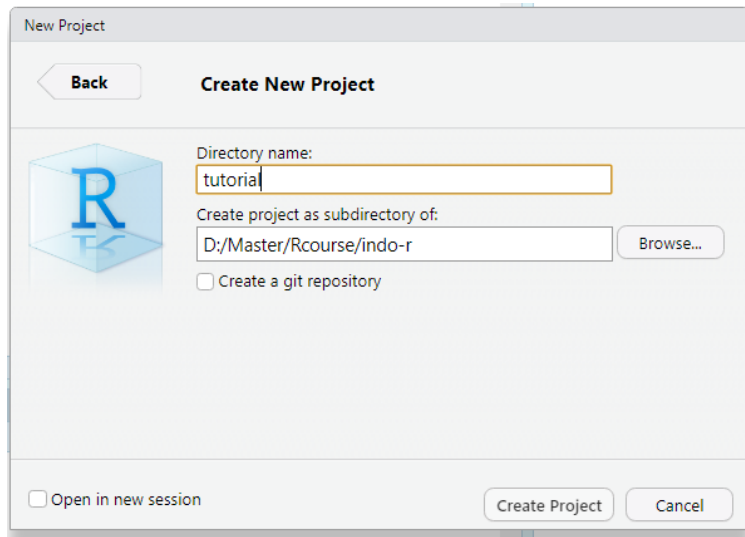 New Project
Back
Create New Project
R
Directory name:
tutorial
Create project as subdirectory of:
D:/Master/Rcourse/indo-r
Browse...
Create a git repository
Open in new session
Create Project
Cancel